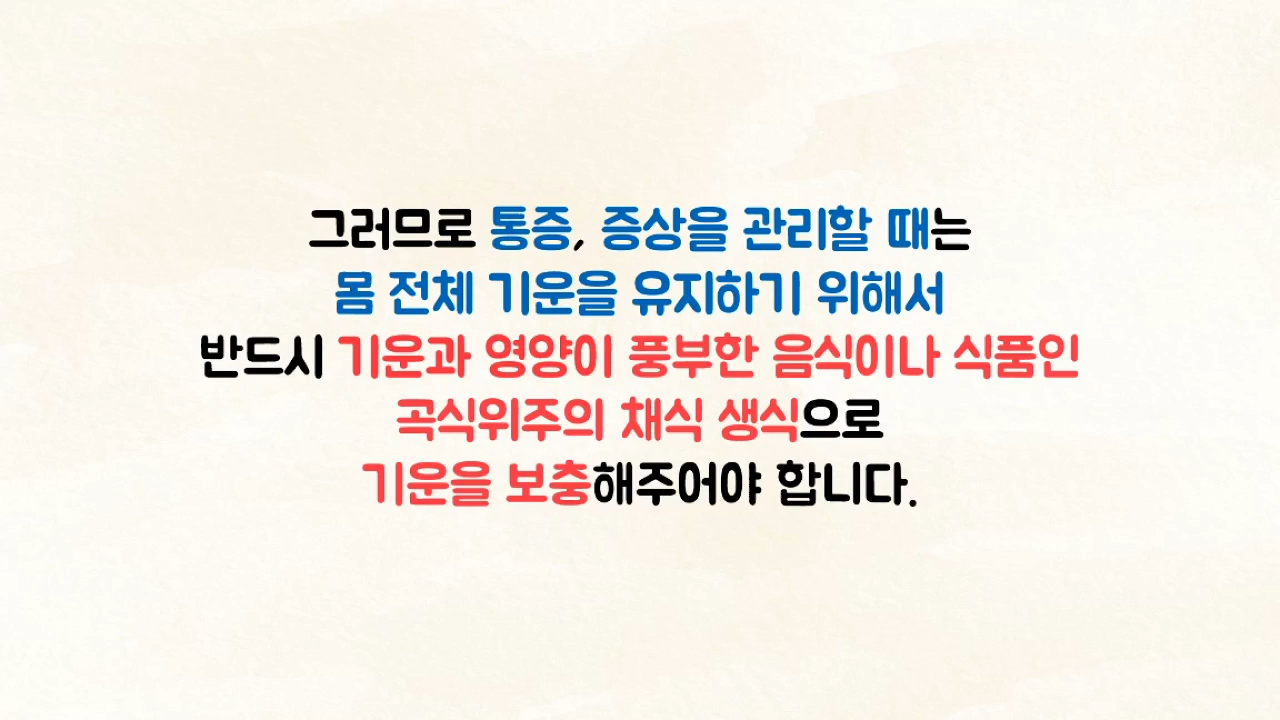 그러므로 통증, 증상을 관리할 때는
몸 전체 기운을 유지하기 위해서
반드시 기운과 영양이 풍부한 음식이나 식품인
곡식위주의 채식 생식으로
기운을 보충해주어야 합니다.